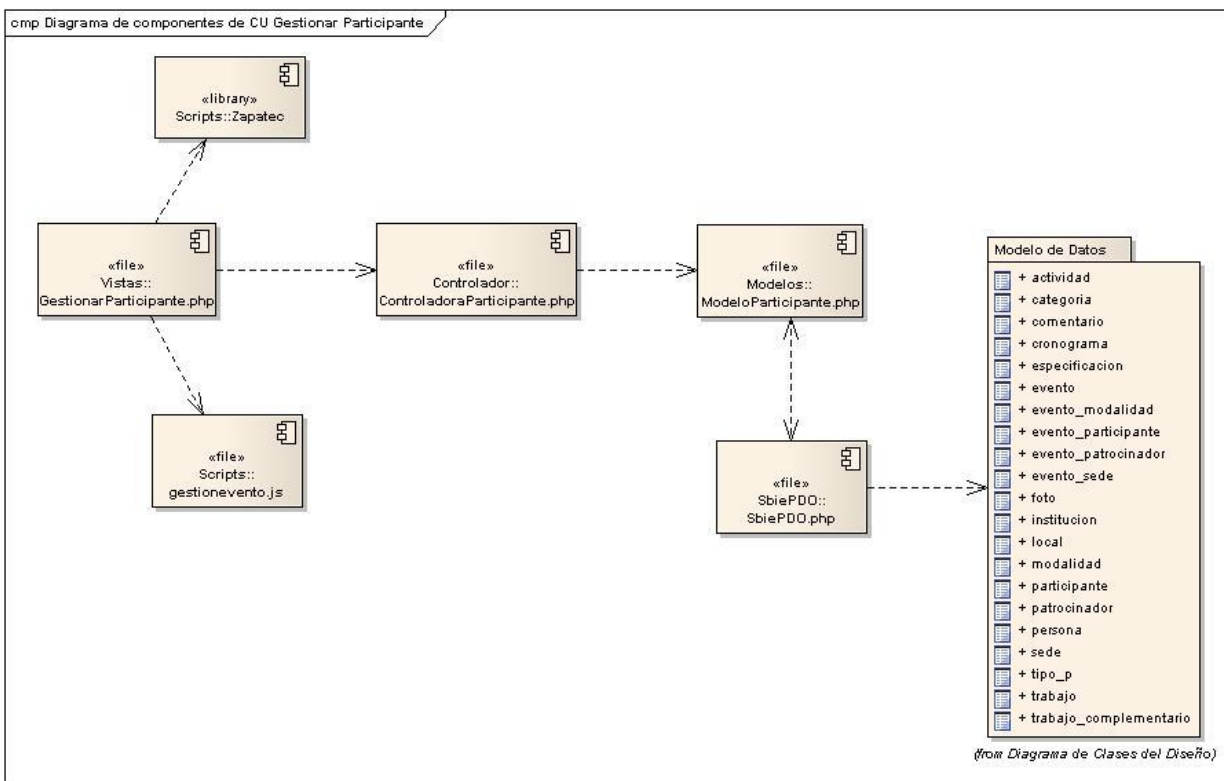 cmp Diagrama de componentes de CU Gestionar Participante
«library»
Scripts::Zapatec
«file»
Vistas::
GestionarParticipante.php
«file»
Controlador::
ControladoraParticipante.php
«file»
Modelos::
ModeloParticipante.php
«file»
Scripts::
gestionevento.js
«file»
SbiePDO::
SbiePDO.php
Modelo de Datos
+ actividad
+ categoria
+ comentario
+ cronograma
+ especificacion
+ evento
+ evento_modalidad
+ evento_participante
+ evento_patrocinador
+ evento_sede
+ foto
+ institucion
+ local
+ modalidad
+ participante
+ patrocinador
+ persona
+ sede
+ tipo_p
+ trabajo
+ trabajo_complementario
(from Diagrama de Clases del Diseño)